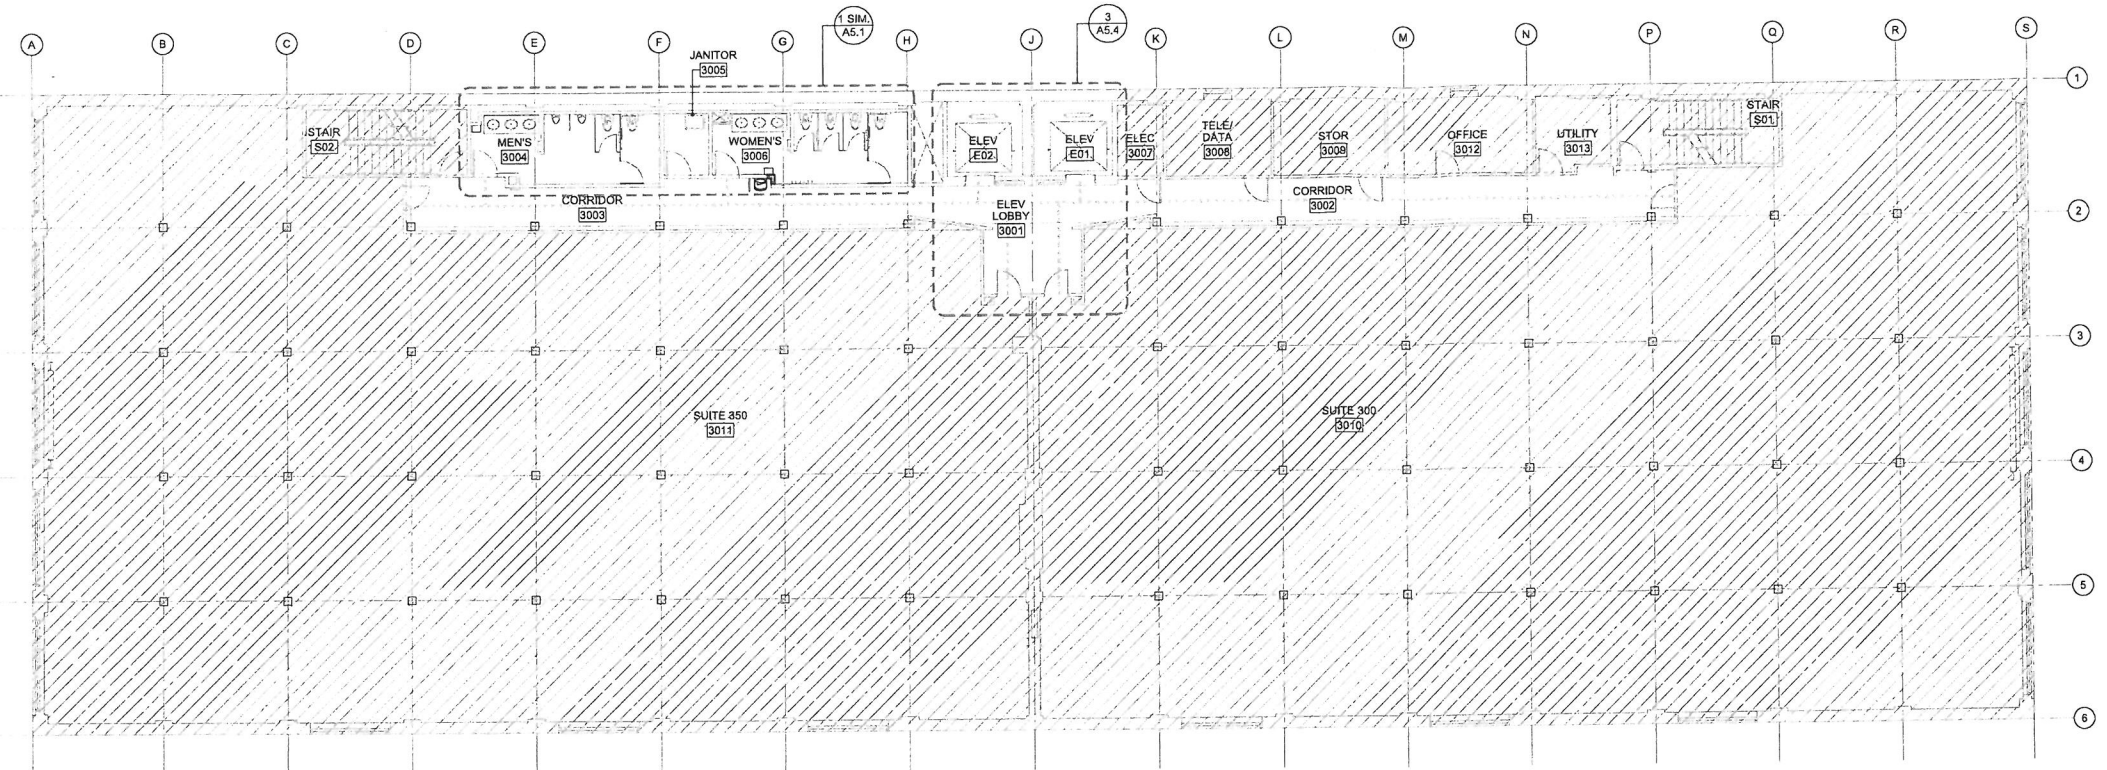 1 SIM.
A5.1
3
A5.4
A
B
C
D
E
F
G
H
J
K
L
M
N
P
Q
R
S
JANITOR
3005
1
STAIR
S02
MEN'S
3004
WOMEN'S
3006
ELEV
E02
ELEV
E01
ELEC
3007
TELE/
DATA
3008
STOR
3009
OFFICE
3012
UTILITY
3013
STAIR
S01
CORRIDOR
3003
ELEV
LOBBY
3001
CORRIDOR
3002
2
3
SUITE 350
3011
SUITE 300
3010
4
5
6